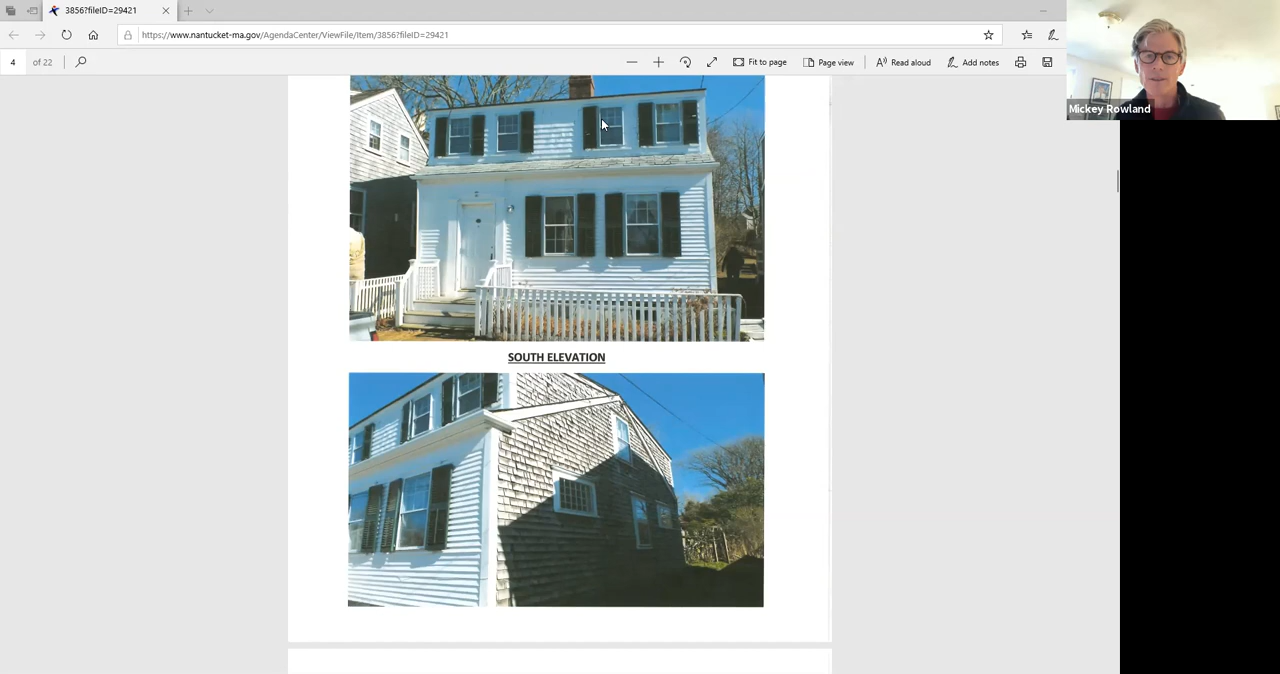 3856?fileID=29421
https://www.nantucket-ma.gov/AgendaCenter/ViewFile/Item/3856?fileID=29421
4 of 22
Fit to page
Page view
Read aloud
Add notes
Mickey Rowland
SOUTH ELEVATION